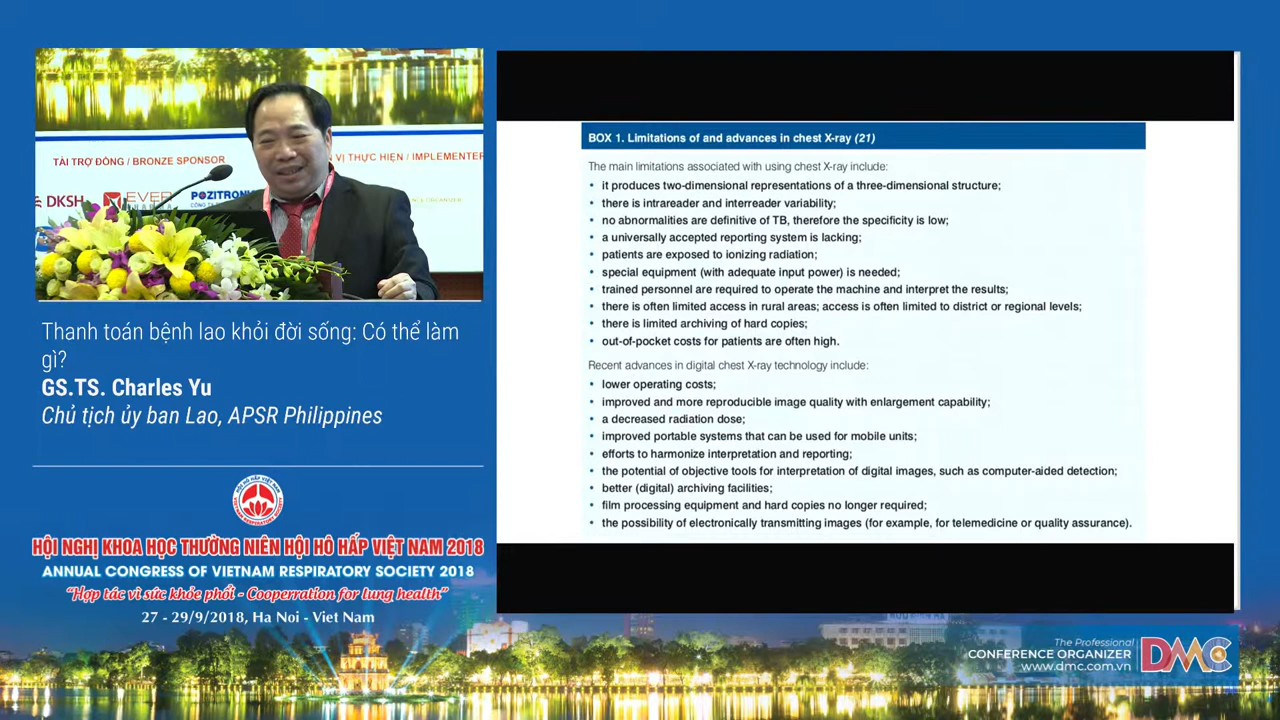 TÀI TRỢ ĐỒNG / BRONZE SPONSOR
VỊ THỰC HIỆN / IMPLEMENTER
DKSH
EVER
PHARMA
POZITRON
Thanh toán bệnh lao khỏi đời sống: Có thể làm
gì?
GS.TS. Charles Yu
Chủ tịch ủy ban Lao, APSR Philippines
HỘI HÔ HẤP VIỆT NAM
VIETNAM RESPIRATORY SOCIETY
HỘI NGHỊ KHOA HỌC THƯỜNG NIÊN HỘI HÔ HẤP VIỆT NAM 2018
ANNUAL CONGRESS OF VIETNAM RESPIRATORY SOCIETY 2018
“Hợp tác vì sức khỏe phổi - Cooperration for lung health”
27 - 29/9/2018, Ha Noi - Viet Nam
BOX 1. Limitations of and advances in chest X-ray (21)
The main limitations associated with using chest X-ray include:
• it produces two-dimensional representations of a three-dimensional structure;
• there is intrareader and interreader variability;
• no abnormalities are definitive of TB, therefore the specificity is low;
• a universally accepted reporting system is lacking;
• patients are exposed to ionizing radiation;
• special equipment (with adequate input power) is needed;
• trained personnel are required to operate the machine and interpret the results;
• there is often limited access in rural areas; access is often limited to district or regional levels;
• there is limited archiving of hard copies;
• out-of-pocket costs for patients are often high.
Recent advances in digital chest X-ray technology include:
• lower operating costs;
• improved and more reproducible image quality with enlargement capability;
• a decreased radiation dose;
• improved portable systems that can be used for mobile units;
• efforts to harmonize interpretation and reporting;
• the potential of objective tools for interpretation of digital images, such as computer-aided detection;
• better (digital) archiving facilities;
• film processing equipment and hard copies no longer required;
• the possibility of electronically transmitting images (for example, for telemedicine or quality assurance).
The Professional
CONFERENCE ORGANIZER
www.dmc.com.vn
DMC